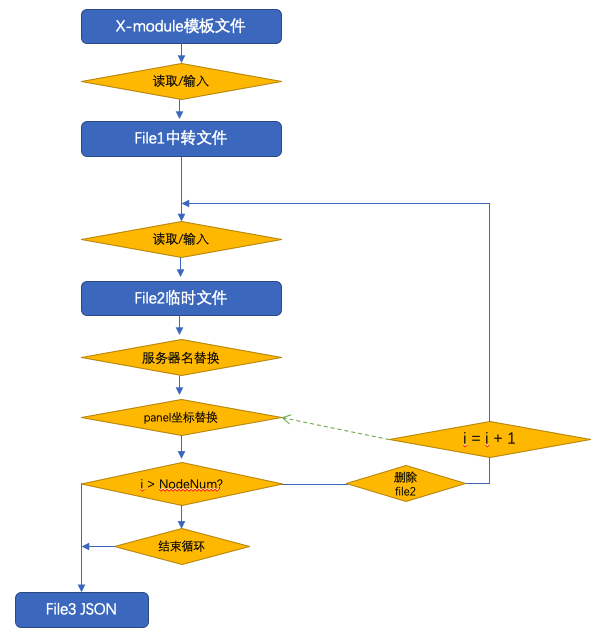 X-module模板文件
读取/输入
File1中转文件
读取/输入
File2临时文件
服务器名替换
panel坐标替换
i = i + 1
i > NodeNum?
删除
file2
结束循环
File3 JSON